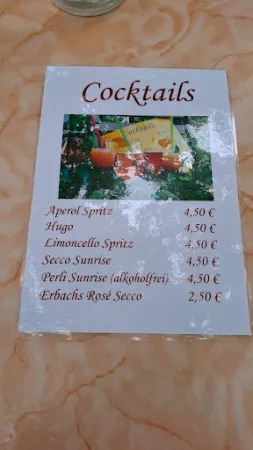 Cocktails
Cocktails
Aperol Spritz 4,50 €
Hugo 4,50 €
Limoncello Spritz 4,50 €
Secco Sunrise 4,50 €
Perli Sunrise (alkoholfrei) 4,50 €
Erbachs Rosé Secco 2,50 €